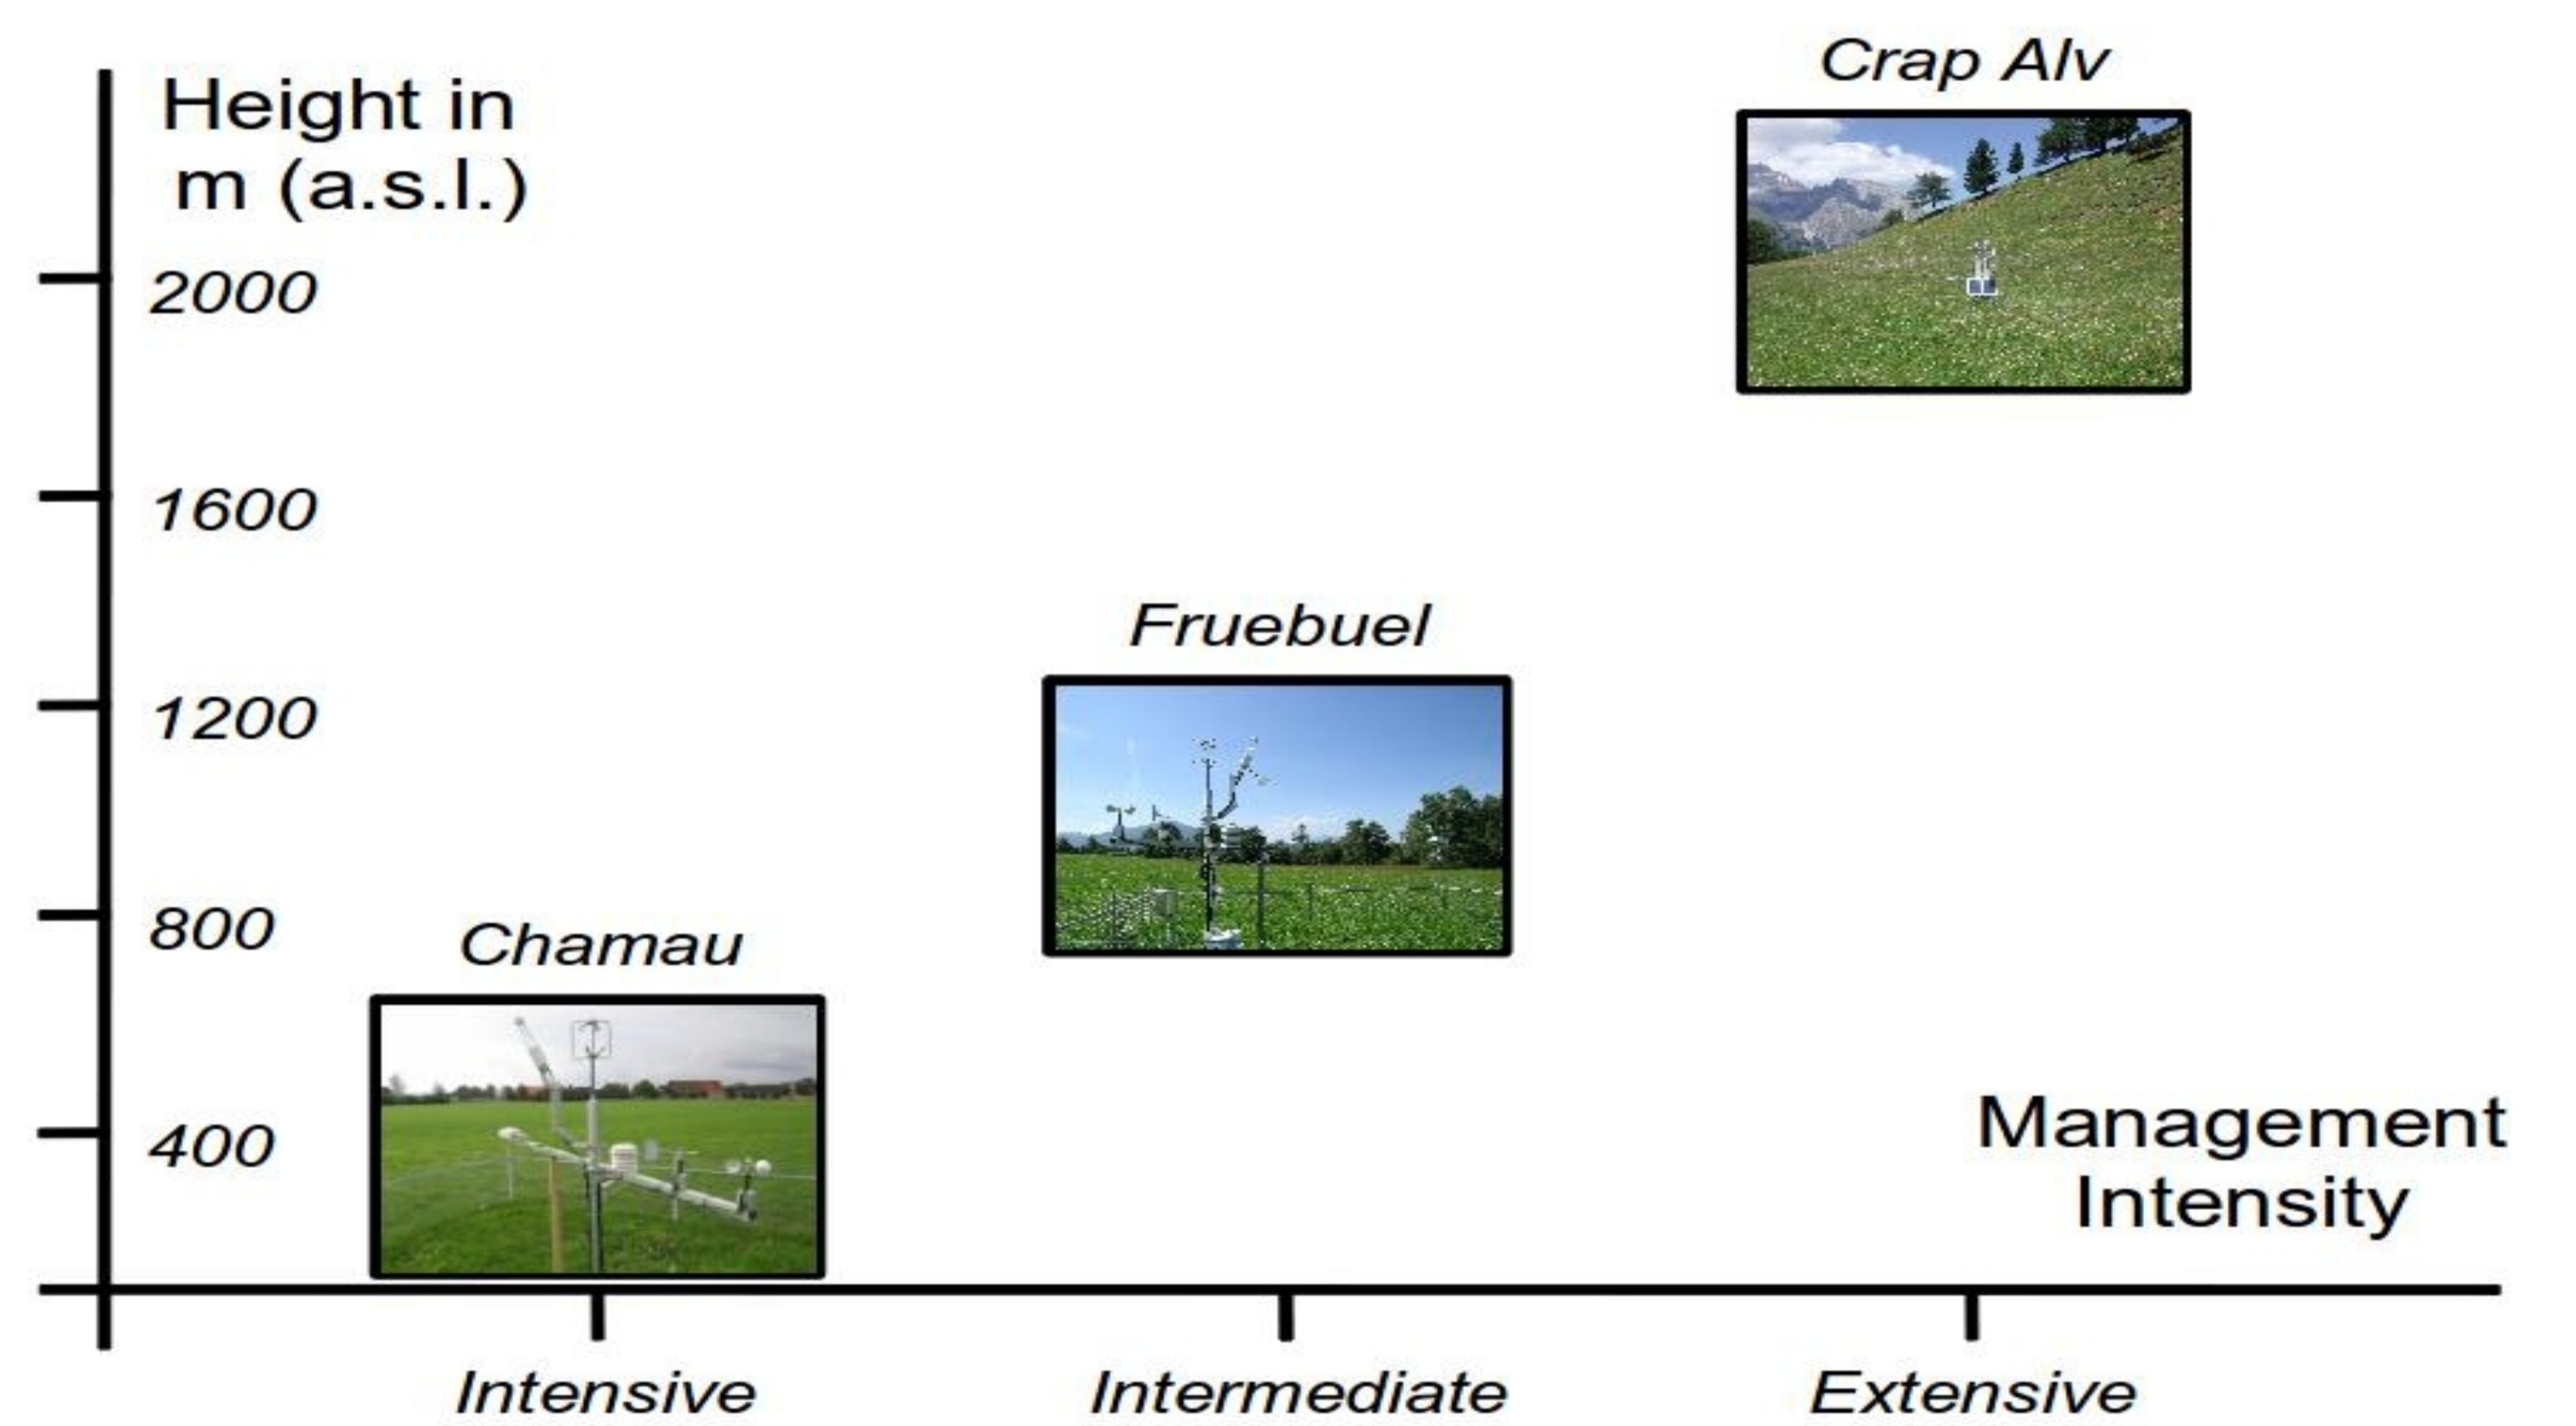 Crap Alv
Height in
m (a.s.l.)
2000
1600
Fruebuel
1200
800
Chamau
400
Management
Intensity
Intensive
Intermediate
Extensive